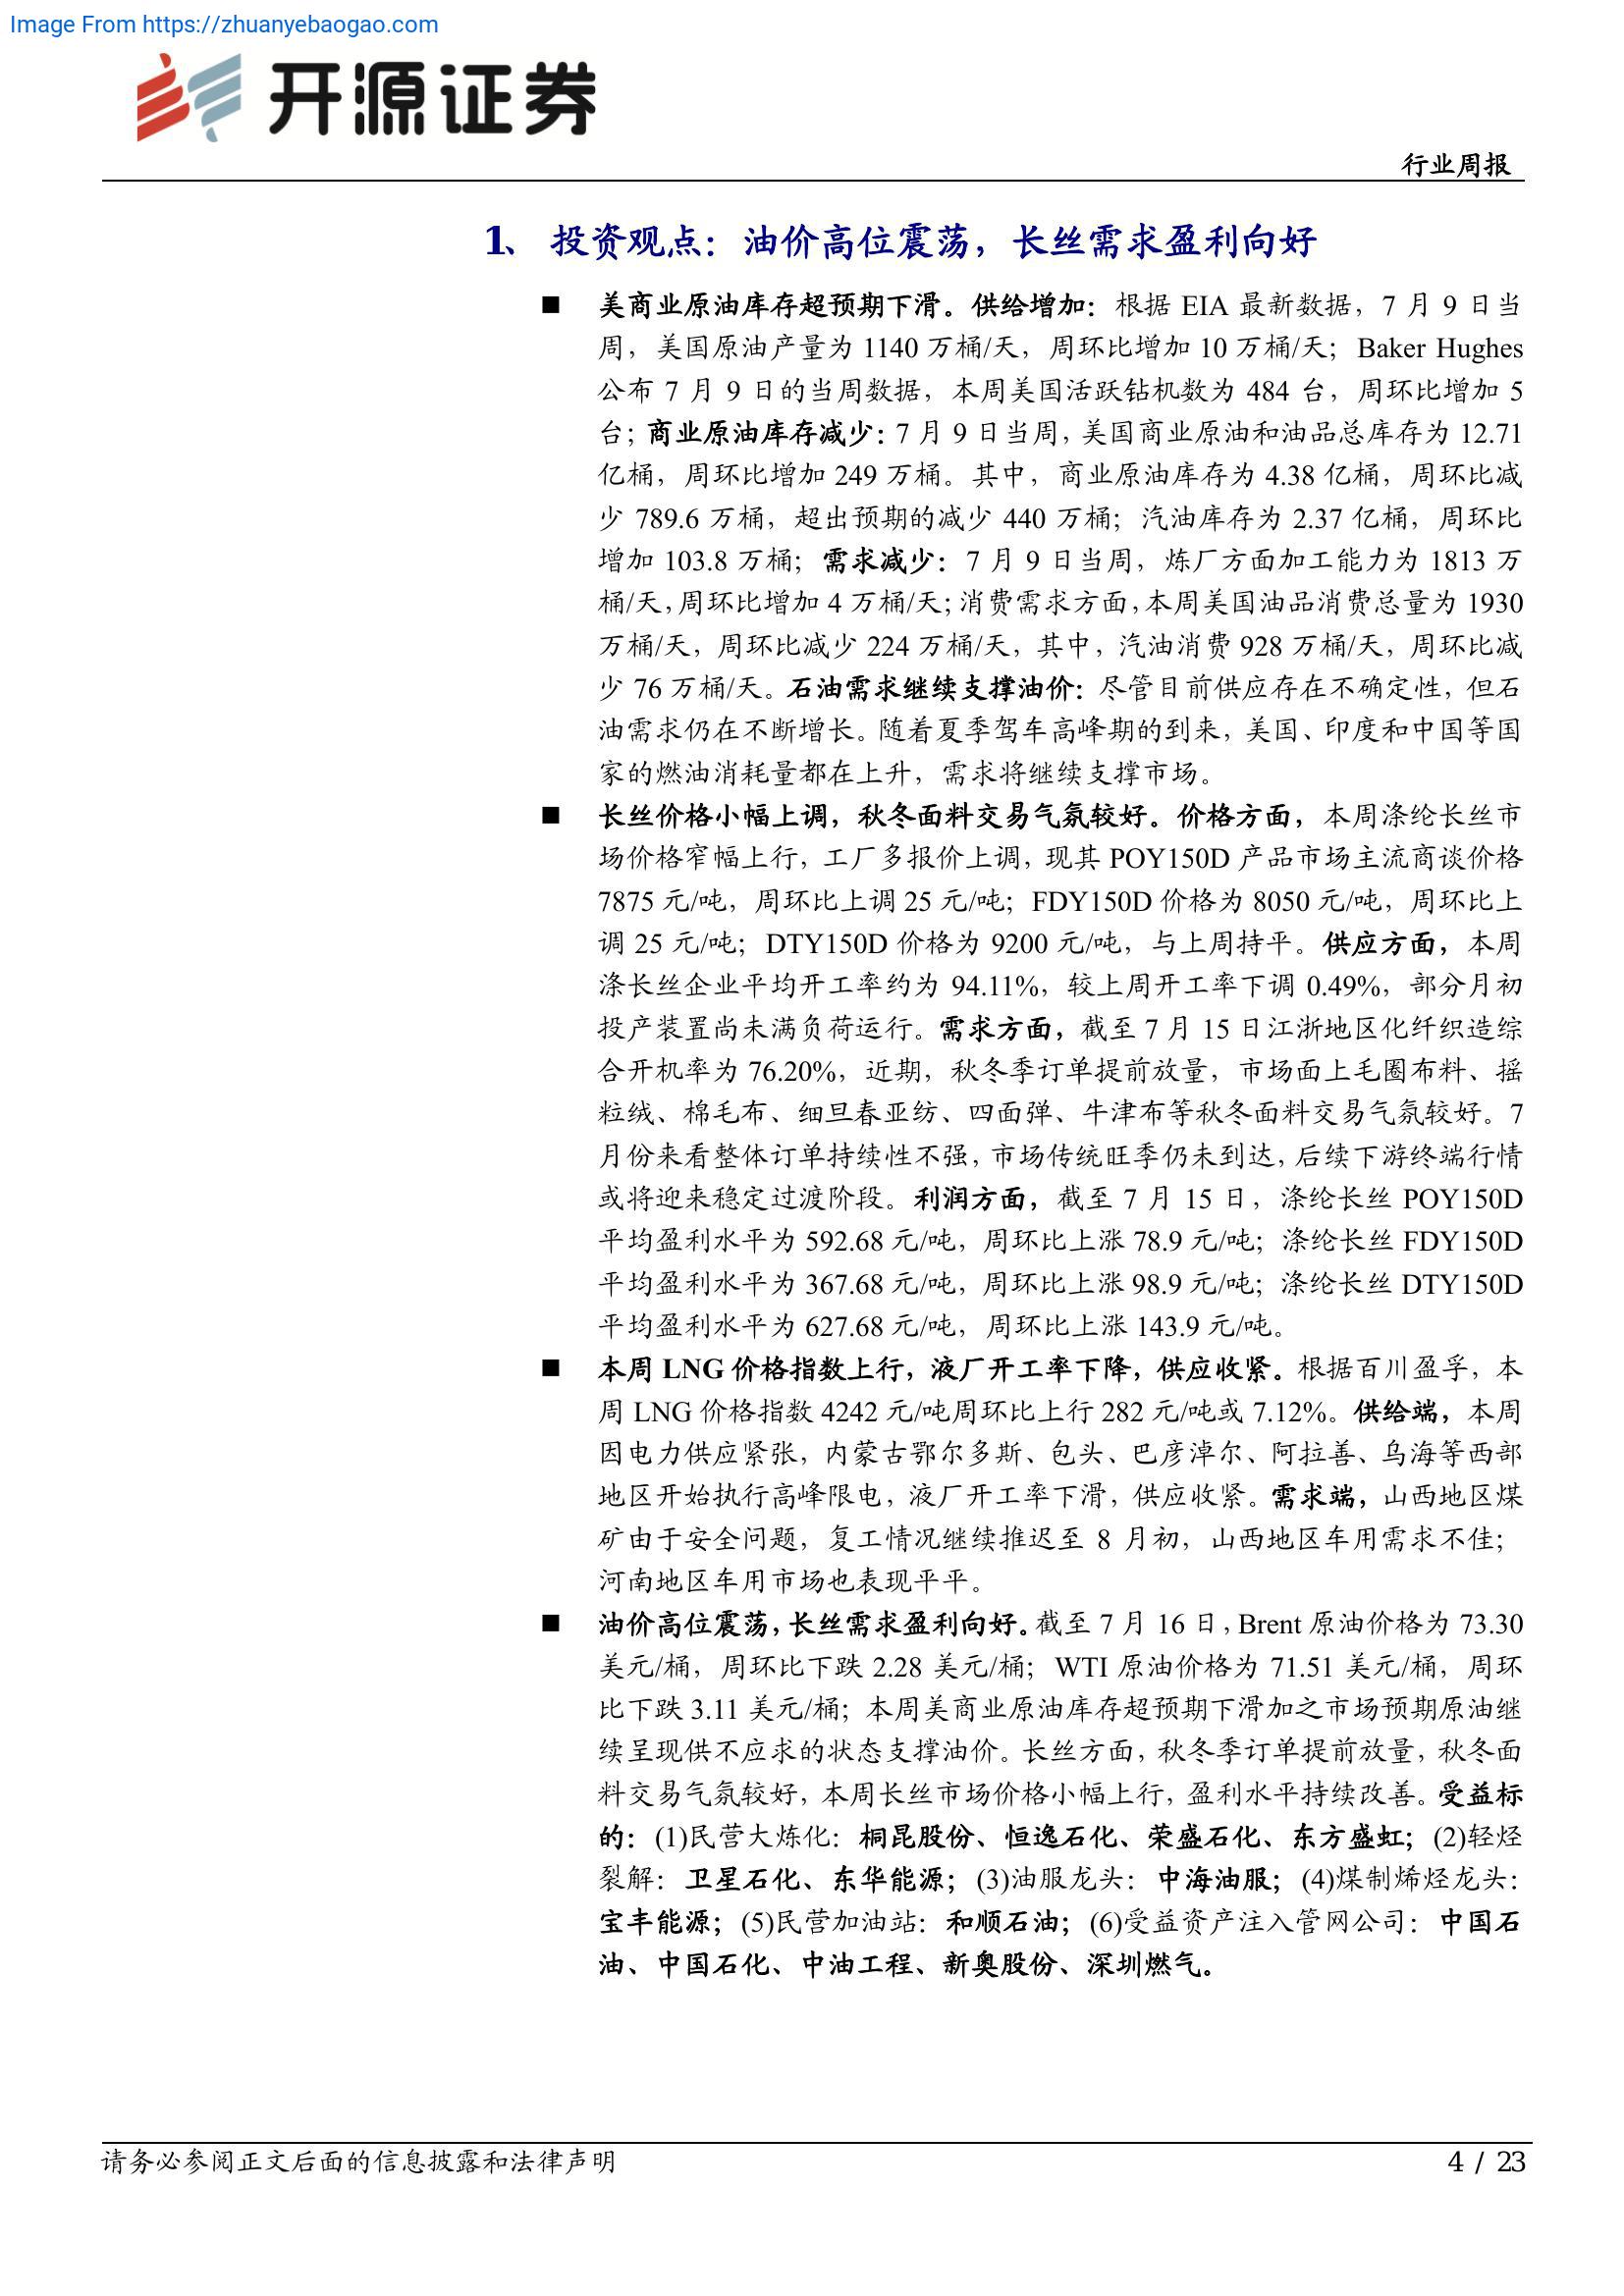 Image From https://zhuanyebaogao.com
开源证券
行业周报
1、 投资观点：油价高位震荡，长丝需求盈利向好
■ 美商业原油库存超预期下滑。供给增加：根据 EIA 最新数据，7 月 9 日当
周，美国原油产量为 1140 万桶/天，周环比增加 10 万桶/天；Baker Hughes
公布 7 月 9 日的当周数据，本周美国活跃钻机数为 484 台，周环比增加 5
台；商业原油库存减少：7 月 9 日当周，美国商业原油和油品总库存为 12.71
亿桶，周环比增加 249 万桶。其中，商业原油库存为 4.38 亿桶，周环比减
少 789.6 万桶，超出预期的减少 440 万桶；汽油库存为 2.37 亿桶，周环比
增加 103.8 万桶；需求减少：7 月 9 日当周，炼厂方面加工能力为 1813 万
桶/天，周环比增加 4 万桶/天；消费需求方面，本周美国油品消费总量为 1930
万桶/天，周环比减少 224 万桶/天，其中，汽油消费 928 万桶/天，周环比减
少 76 万桶/天。石油需求继续支撑油价：尽管目前供应存在不确定性，但石
油需求仍在不断增长。随着夏季驾车高峰期的到来，美国、印度和中国等国
家的燃油消耗量都在上升，需求将继续支撑市场。
■ 长丝价格小幅上调，秋冬面料交易气氛较好。价格方面，本周涤纶长丝市
场价格窄幅上行，工厂多报价上调，现其 POY150D 产品市场主流商谈价格
7875 元/吨，周环比上调 25 元/吨；FDY150D 价格为 8050 元/吨，周环比上
调 25 元/吨；DTY150D 价格为 9200 元/吨，与上周持平。供应方面，本周
涤长丝企业平均开工率约为 94.11%，较上周开工率下调 0.49%，部分月初
投产装置尚未满负荷运行。需求方面，截至 7 月 15 日江浙地区化纤织造综
合开机率为 76.20%，近期，秋冬季订单提前放量，市场面上毛圈布料、摇
粒绒、棉毛布、细旦春亚纺、四面弹、牛津布等秋冬面料交易气氛较好。7
月份来看整体订单持续性不强，市场传统旺季仍未到达，后续下游终端行情
或将迎来稳定过渡阶段。利润方面，截至 7 月 15 日，涤纶长丝 POY150D
平均盈利水平为 592.68 元/吨，周环比上涨 78.9 元/吨；涤纶长丝 FDY150D
平均盈利水平为 367.68 元/吨，周环比上涨 98.9 元/吨；涤纶长丝 DTY150D
平均盈利水平为 627.68 元/吨，周环比上涨 143.9 元/吨。
■ 本周 LNG 价格指数上行，液厂开工率下降，供应收紧。根据百川盈孚，本
周 LNG 价格指数 4242 元/吨周环比上行 282 元/吨或 7.12%。供给端，本周
因电力供应紧张，内蒙古鄂尔多斯、包头、巴彦淖尔、阿拉善、乌海等西部
地区开始执行高峰限电，液厂开工率下滑，供应收紧。需求端，山西地区煤
矿由于安全问题，复工情况继续推迟至 8 月初，山西地区车用需求不佳；
河南地区车用市场也表现平平。
■ 油价高位震荡，长丝需求盈利向好。截至 7 月 16 日，Brent 原油价格为 73.30
美元/桶，周环比下跌 2.28 美元/桶；WTI 原油价格为 71.51 美元/桶，周环
比下跌 3.11 美元/桶；本周美商业原油库存超预期下滑加之市场预期原油继
续呈现供不应求的状态支撑油价。长丝方面，秋冬季订单提前放量，秋冬面
料交易气氛较好，本周长丝市场价格小幅上行，盈利水平持续改善。受益标
的：(1)民营大炼化：桐昆股份、恒逸石化、荣盛石化、东方盛虹；(2)轻烃
裂解：卫星石化、东华能源；(3)油服龙头：中海油服；(4)煤制烯烃龙头：
宝丰能源；(5)民营加油站：和顺石油；(6)受益资产注入管网公司：中国石
油、中国石化、中油工程、新奥股份、深圳燃气。
请务必参阅正文后面的信息披露和法律声明
4 / 23